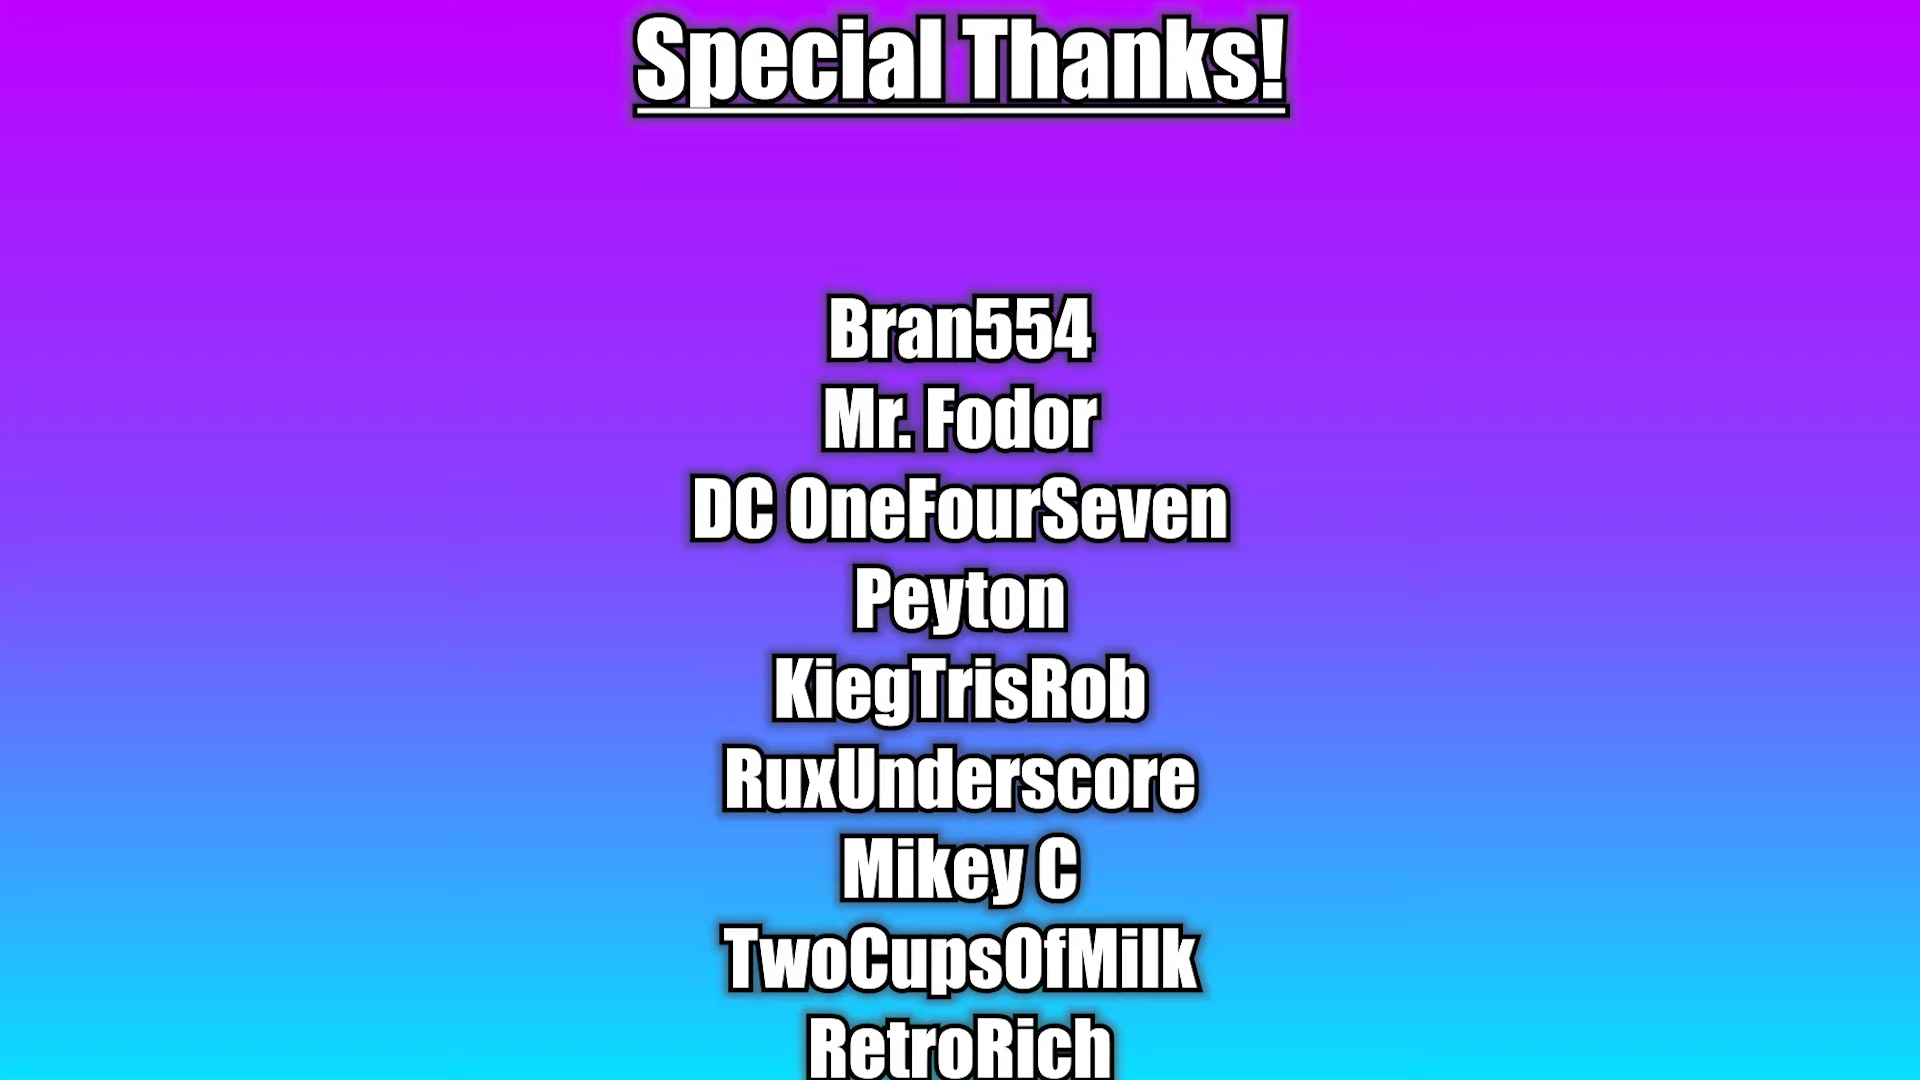 Special Thanks!
Bran554
Mr. Fodor
DC OneFourSeven
Peyton
KiegTrisRob
RuxUnderscore
Mikey C
TwoCupsOfMilk
RetroRich